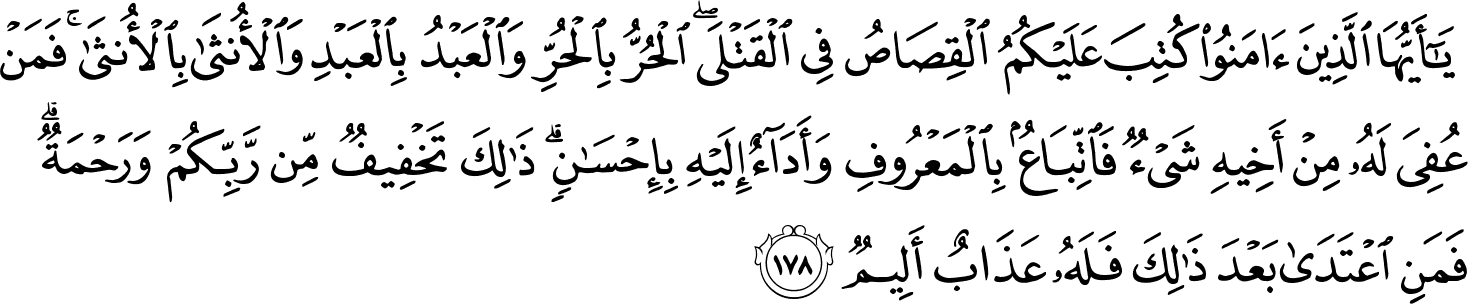 يَـٰٓأَيُّهَا ٱلَّذِينَ ءَامَنُوا۟ كُتِبَ عَلَيْكُمُ ٱلْقِصَاصُ فِى ٱلْقَتْلَى ۖ ٱلْحُرُّ بِٱلْحُرِّ وَٱلْعَبْدُ بِٱلْعَبْدِ وَٱلْأُنثَىٰ بِٱلْأُنثَىٰ ۚ فَمَنْ
عُفِىَ لَهُۥ مِنْ أَخِيهِ شَىْءٌ فَٱتِّبَاعٌۢ بِٱلْمَعْرُوفِ وَأَدَآءٌ إِلَيْهِ بِإِحْسَـٰنٍ ۗ ذَٰلِكَ تَخْفِيفٌ مِّن رَّبِّكُمْ وَرَحْمَةٌ ۗ
فَمَنِ ٱعْتَدَىٰ بَعْدَ ذَٰلِكَ فَلَهُۥ عَذَابٌ أَلِيمٌ ١٧٨